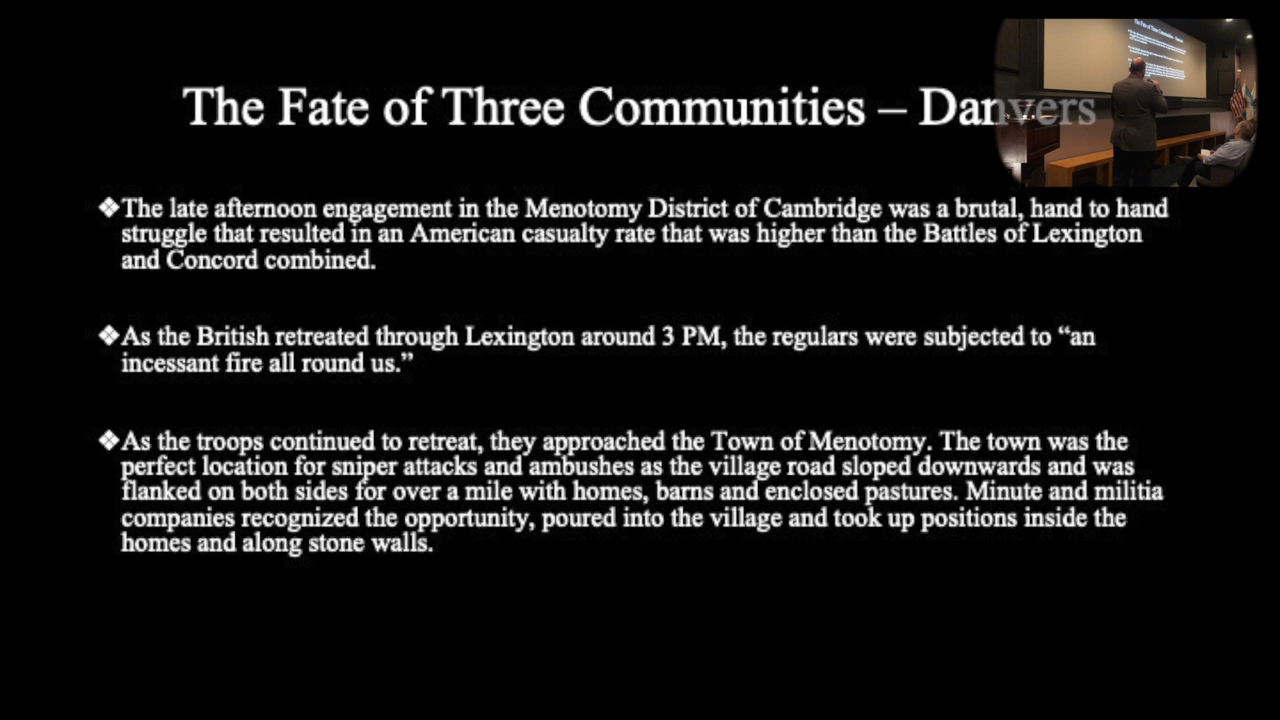 The Fate of Three Communities – Danvers
❖The late afternoon engagement in the Menotomy District of Cambridge was a brutal, hand to hand
struggle that resulted in an American casualty rate that was higher than the Battles of Lexington
and Concord combined.
❖As the British retreated through Lexington around 3 PM, the regulars were subjected to “an
incessant fire all round us.”
❖As the troops continued to retreat, they approached the Town of Menotomy. The town was the
perfect location for sniper attacks and ambushes as the village road sloped downwards and was
flanked on both sides for over a mile with homes, barns and enclosed pastures. Minute and militia
companies recognized the opportunity, poured into the village and took up positions inside the
homes and along stone walls.